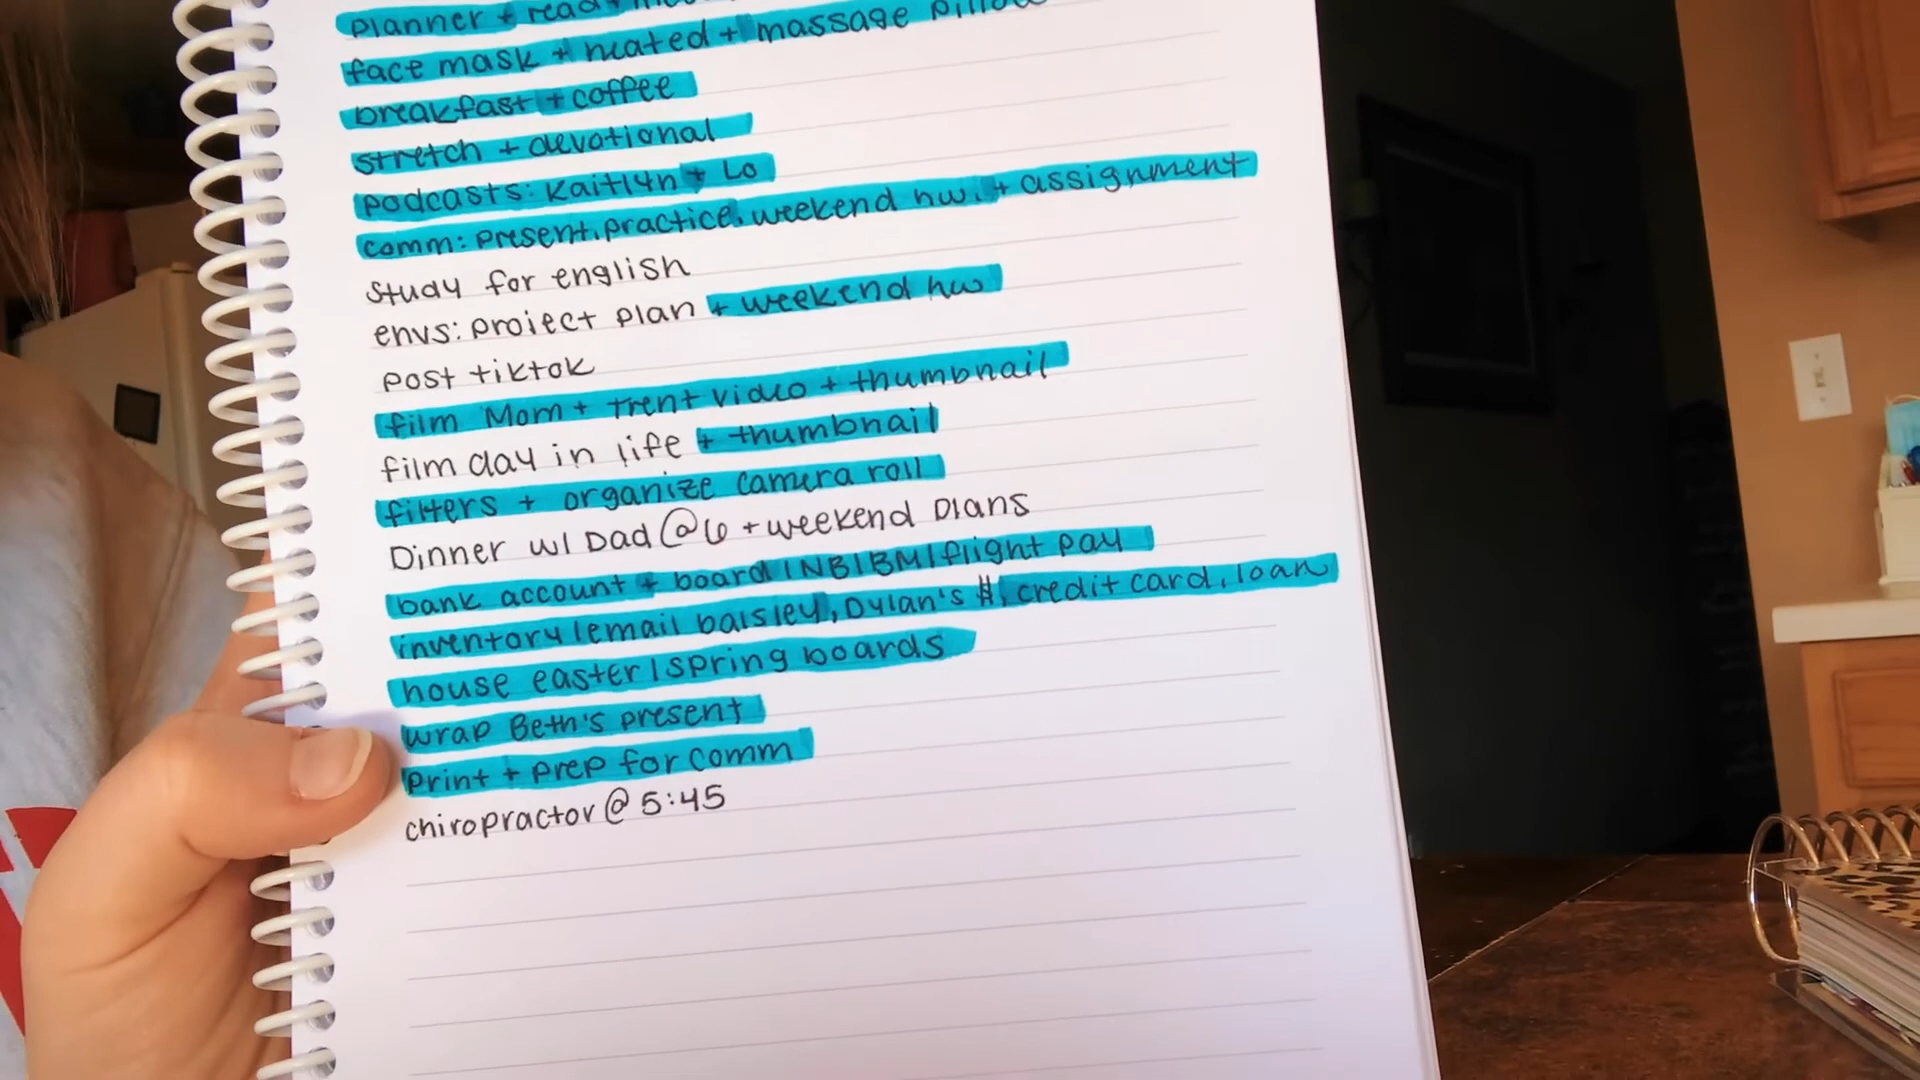 planner + read +
face mask + heated + massage pillow
breakfast + coffee
stretch + devotional
podcasts: Kaitlyn + Lo
comm: present. practice, weekend hw. + assignment
study for english
envs: project plan + weekend hw
post tiktok
film Mom + Trent video + thumbnail
film day in life + thumbnail
filters + organize camera roll
Dinner w/ Dad @ 6 + weekend plans
bank account + board / NB / BM / flight pay
inventory / email balsley, Dylan's #, credit card, loan
house easter / spring boards
wrap Beth's present
print + prep for comm
chiropractor @ 5:45